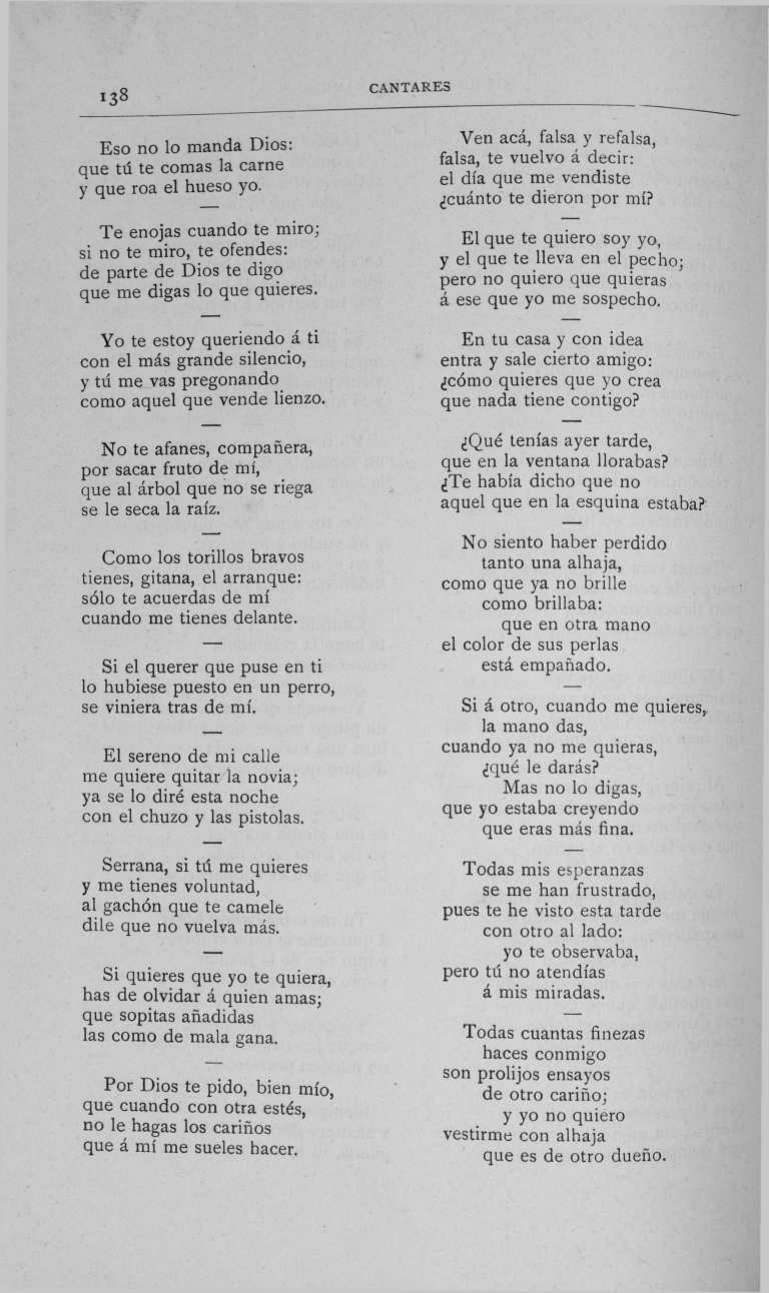 138
CANTARES
Eso no lo manda Dios:
que tú te comas la carne
y que roa el hueso yo.
—
Te enojas cuando te miro;
si no te miro, te ofendes:
de parte de Dios te digo
que me digas lo que quieres.
—
Yo te estoy queriendo á ti
con el más grande silencio,
y tú me vas pregonando
como aquel que vende lienzo.
—
No te afanes, compañera,
por sacar fruto de mí,
que al árbol que no se riega
se le seca la raíz.
—
Como los torillos bravos
tienes, gitana, el arranque:
sólo te acuerdas de mí
cuando me tienes delante.
—
Si el querer que puse en ti
lo hubiese puesto en un perro,
se viniera tras de mí.
—
El sereno de mi calle
me quiere quitar la novia;
ya se lo diré esta noche
con el chuzo y las pistolas.
—
Serrana, si tú me quieres
y me tienes voluntad,
al gachón que te camele
dile que no vuelva más.
—
Si quieres que yo te quiera,
has de olvidar á quien amas;
que sopitas añadidas
las como de mala gana.
—
Por Dios te pido, bien mío,
que cuando con otra estés,
no le hagas los cariños
que á mí me sueles hacer.
Ven acá, falsa y refalsa,
falsa, te vuelvo á decir:
el día que me vendiste
¿cuánto te dieron por mí?
—
El que te quiero soy yo,
y el que te lleva en el pecho;
pero no quiero que quieras
á ese que yo me sospecho.
—
En tu casa y con idea
entra y sale cierto amigo:
¿cómo quieres que yo crea
que nada tiene contigo?
—
¿Qué tenías ayer tarde,
que en la ventana llorabas?
¿Te había dicho que no
aquel que en la esquina estaba?
—
No siento haber perdido
tanto una alhaja,
como que ya no brille
como brillaba:
que en otra mano
el color de sus perlas
está empañado.
—
Si á otro, cuando me quieres,
la mano das,
cuando ya no me quieras,
¿qué le darás?
Mas no lo digas,
que yo estaba creyendo
que eras más fina.
—
Todas mis esperanzas
se me han frustrado,
pues te he visto esta tarde
con otro al lado:
yo te observaba,
pero tú no atendías
á mis miradas.
—
Todas cuantas finezas
haces conmigo
son prolijos ensayos
de otro cariño;
y yo no quiero
vestirme con alhaja
que es de otro dueño.